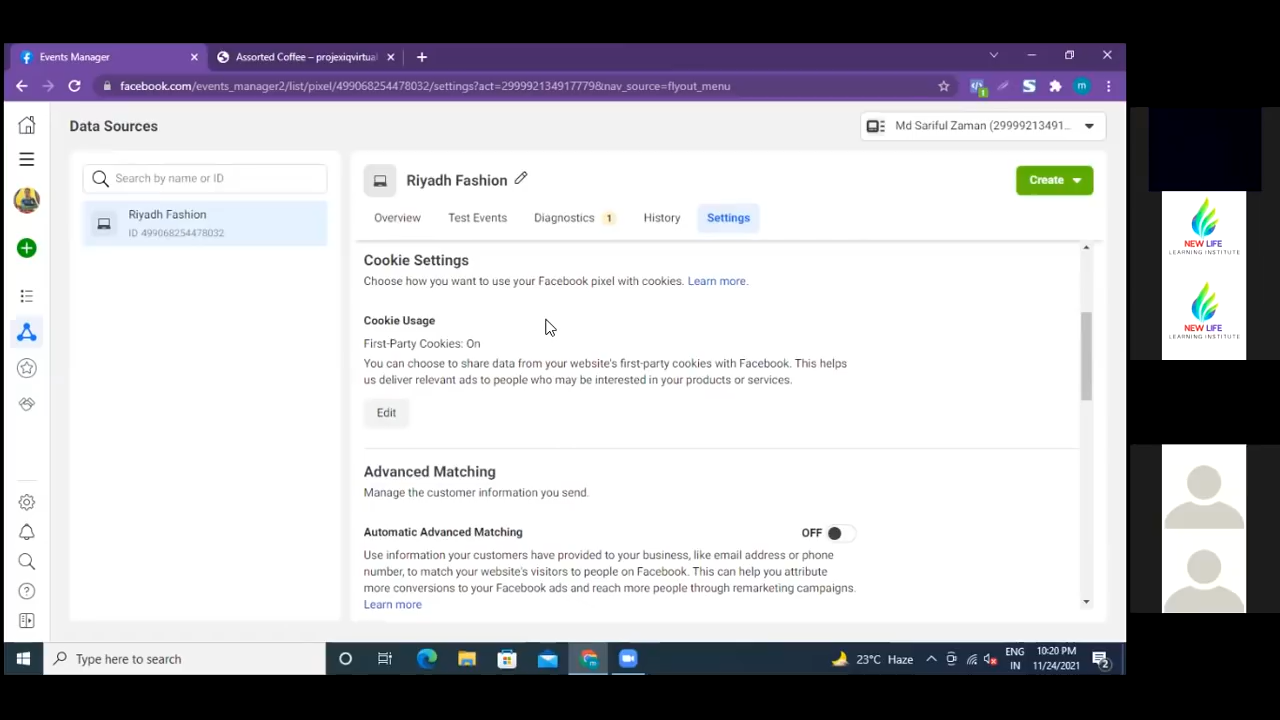 Events Manager
Assorted Coffee – projexiqvirtual
facebook.com/events_manager2/list/pixel/499068254478032/settings?act=299992134917779&nav_source=flyout_menu
1
m
Data Sources
Md Sariful Zaman (29999213491...
Search by name or ID
Riyadh Fashion
ID 499068254478032
Riyadh Fashion
Create
Overview
Test Events
Diagnostics 1
History
Settings
Cookie Settings
Choose how you want to use your Facebook pixel with cookies. Learn more.
Cookie Usage
First-Party Cookies: On
You can choose to share data from your website's first-party cookies with Facebook. This helps
us deliver relevant ads to people who may be interested in your products or services.
Edit
Advanced Matching
Manage the customer information you send.
Automatic Advanced Matching
OFF
Use information your customers have provided to your business, like email address or phone
number, to match your website's visitors to people on Facebook. This can help you attribute
more conversions to your Facebook ads and reach more people through remarketing campaigns.
Learn more
NEW LIFE
LEARNING INSTITUTE
NEW LIFE
LEARNING INSTITUTE
Type here to search
23°C Haze
ENG
IN
10:20 PM
11/24/2021
2